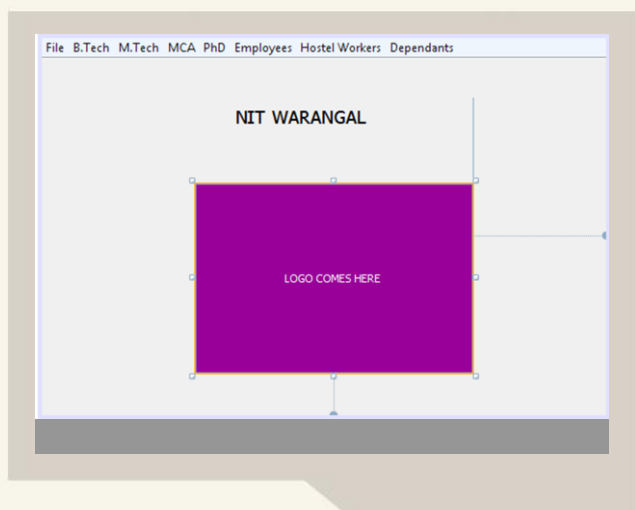 File B.Tech M.Tech MCA PhD Employees Hostel Workers Dependants
NIT WARANGAL
LOGO COMES HERE